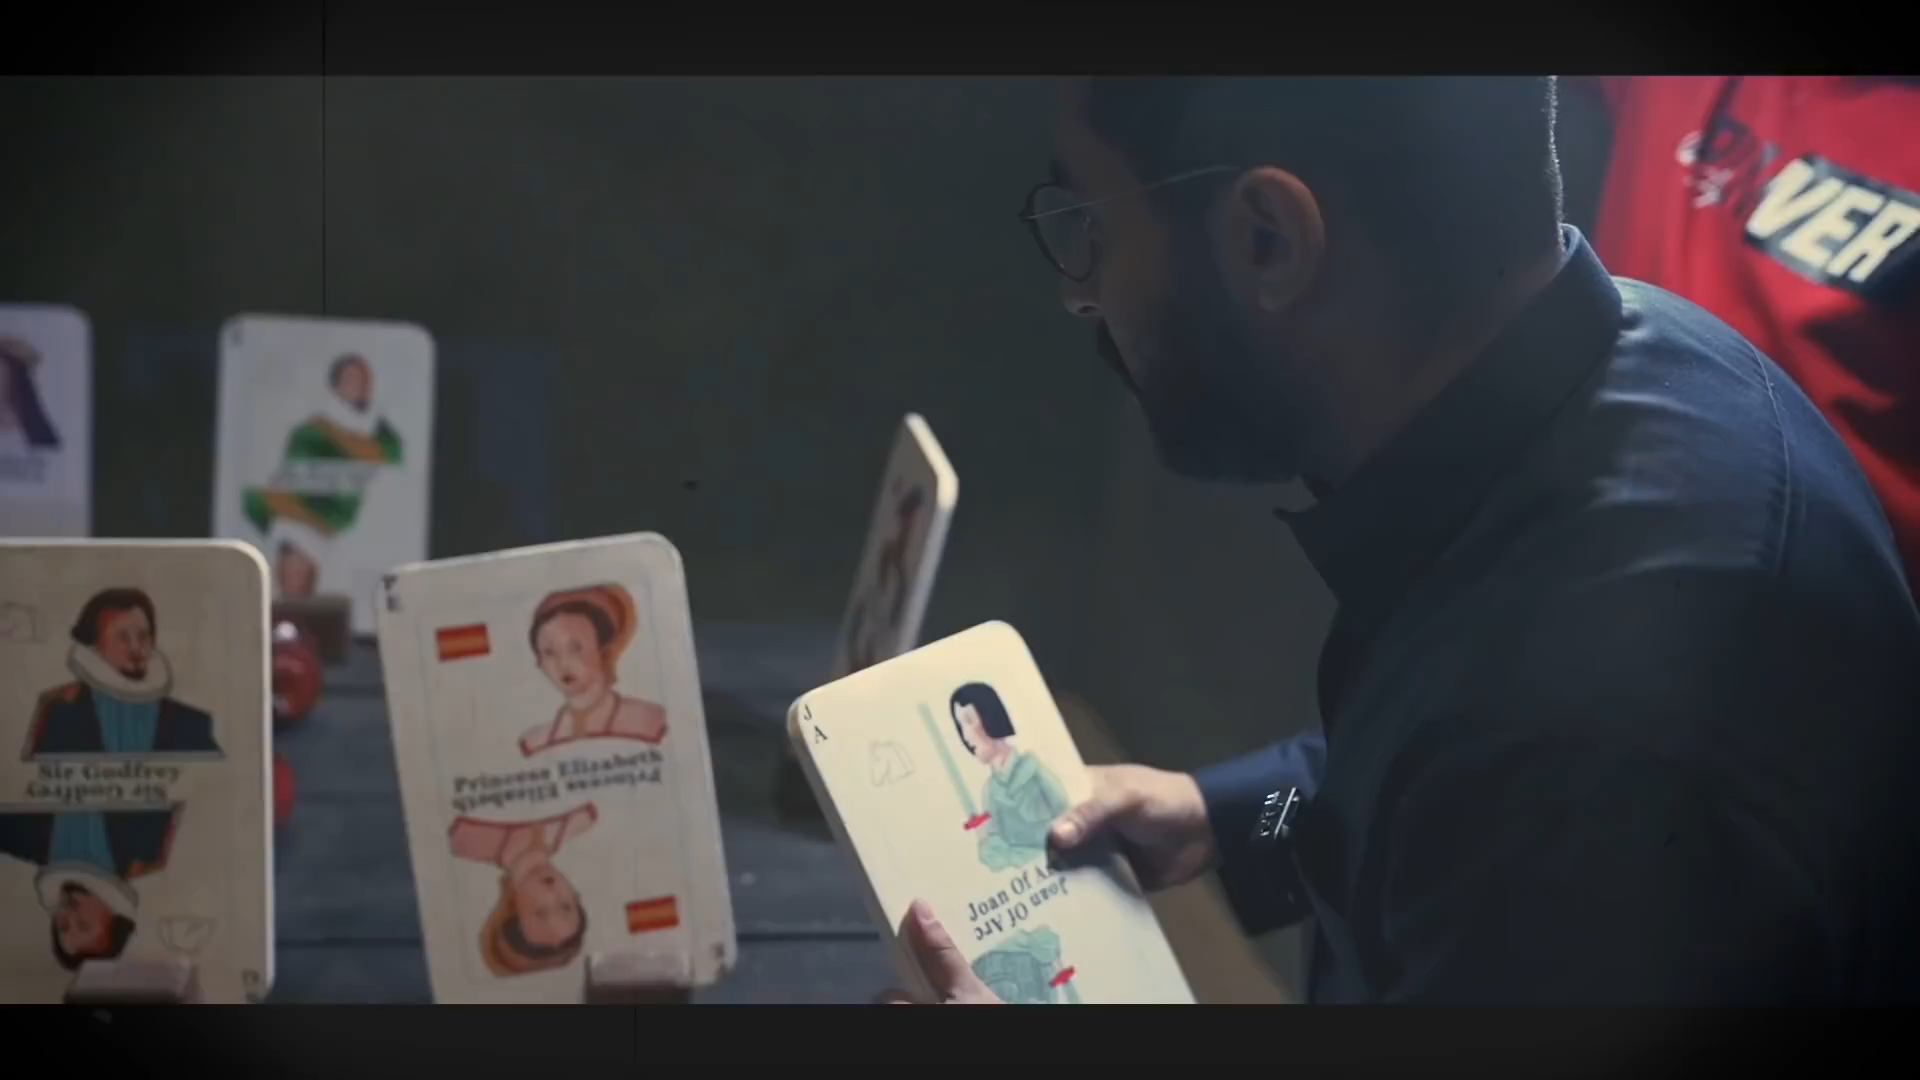 VER
P
E
Princess Elizabeth
Princess Elizabeth
Sir Godfrey
Sir Godfrey
J
A
Joan Of
Joan Of Arc